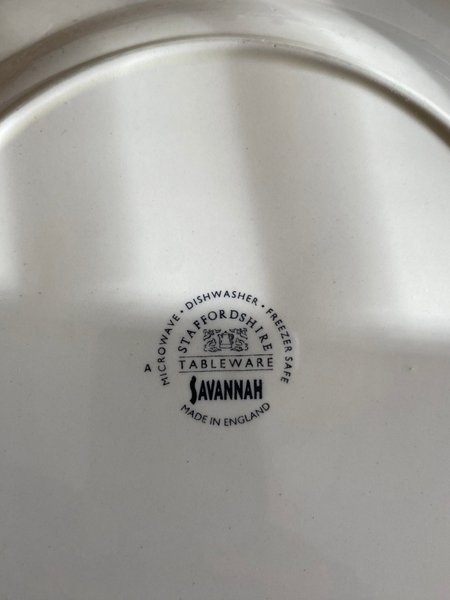 MICROWAVE • DISHWASHER • FREEZER SAFE
STAFFORDSHIRE
TABLEWARE
A
SAVANNAH
MADE IN ENGLAND